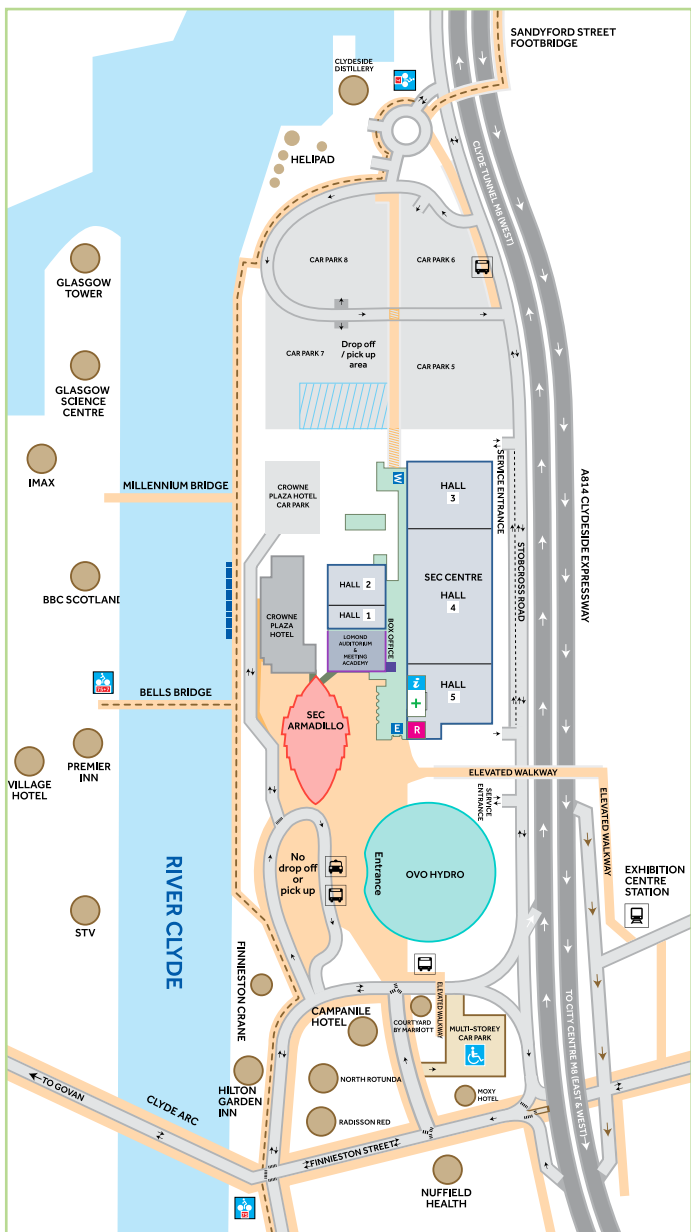 SANDYFORD STREET
FOOTBRIDGE
CLYDESIDE
DISTILLERY
HELIPAD
CLYDE TUNNEL M8 (WEST)
CAR PARK 8
CAR PARK 6
GLASGOW
TOWER
CAR PARK 7
Drop off
/ pick up
area
CAR PARK 5
GLASGOW
SCIENCE
CENTRE
IMAX
MILLENNIUM BRIDGE
CROWNE
PLAZA HOTEL
CAR PARK
W
HALL
3
SERVICE ENTRANCE
A814 CLYDESIDE EXPRESSWAY
STOBCROSS ROAD
SEC CENTRE
HALL
4
HALL 2
HALL 1
BBC SCOTLAND
CROWNE
PLAZA
HOTEL
LOMOND
AUDITORIUM
&
MEETING
ACADEMY
BOX OFFICE
i
HALL
5
BELLS BRIDGE
SEC
ARMADILLO
E
R
PREMIER
INN
VILLAGE
HOTEL
ELEVATED WALKWAY
SERVICE
ENTRANCE
ELEVATED WALKWAY
No
drop off
or
pick up
Entrance
OVO HYDRO
EXHIBITION
CENTRE
STATION
RIVER CLYDE
STV
FINNIESTON CRANE
ELEVATED WALKWAY
TO CITY CENTRE M8 (EAST & WEST)
CAMPANILE
HOTEL
COURTYARD
BY MARRIOTT
MULTI-STOREY
CAR PARK
TO GOVAN
CLYDE ARC
HILTON
GARDEN
INN
NORTH ROTUNDA
MOXY
HOTEL
RADISSON RED
FINNIESTON STREET
NUFFIELD
HEALTH